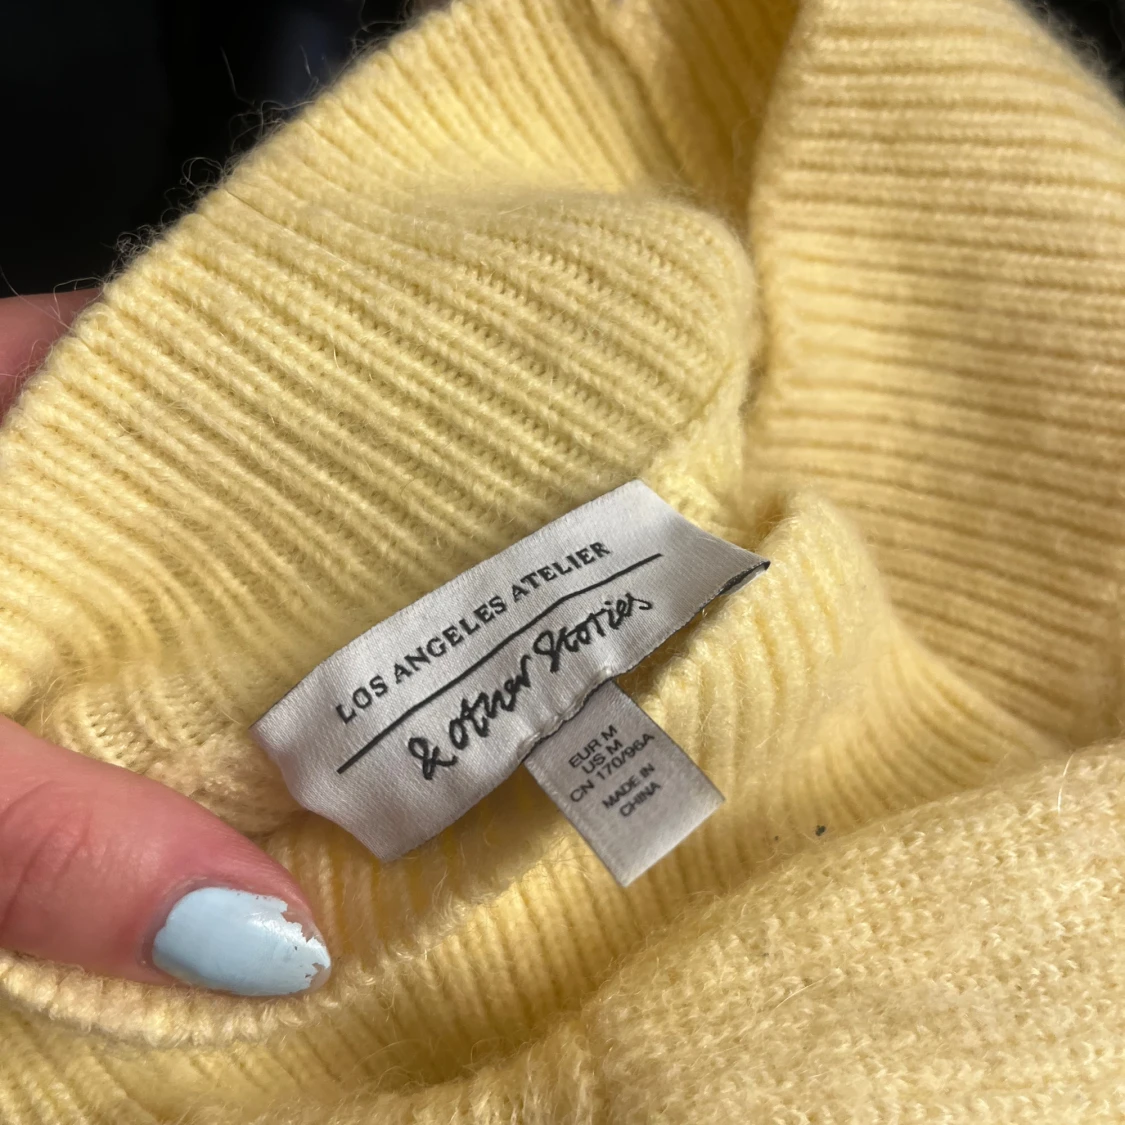 LOS ANGELES ATELIER
& other Stories
EUR M
US M
CN 170/96A
MADE IN
CHINA